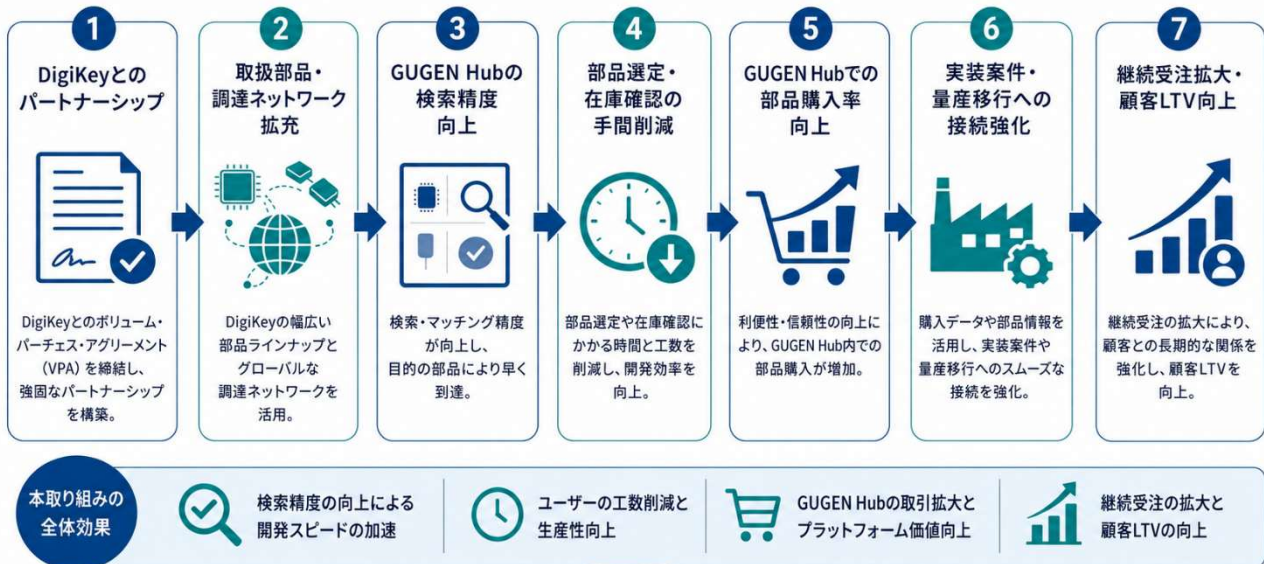 1
DigiKeyとの
パートナーシップ
DigiKeyとのボリューム・
パーチェス・アグリーメント
（VPA）を締結し、
強固なパートナーシップ
を構築。
2
取扱部品・
調達ネットワーク
拡充
DigiKeyの幅広い
部品ラインナップと
グローバルな
調達ネットワークを
活用。
3
GUGEN Hubの
検索精度
向上
検索・マッチング精度
が向上し、
目的の部品により早く
到達。
4
部品選定・
在庫確認の
手間削減
部品選定や在庫確認に
かかる時間と工数を
削減し、開発効率を
向上。
5
GUGEN Hubでの
部品購入率
向上
利便性・信頼性の向上に
より、GUGEN Hub内での
部品購入が増加。
6
実装案件・
量産移行への
接続強化
購入データや部品情報を
活用し、実装案件や
量産移行へのスムーズな
接続を強化。
7
継続受注拡大・
顧客LTV向上
継続受注の拡大により、
顧客との長期的な関係を
強化し、顧客LTVを
向上。
本取り組みの
全体効果
検索精度の向上による
開発スピードの加速
ユーザーの工数削減と
生産性向上
GUGEN Hubの取引拡大と
プラットフォーム価値向上
継続受注の拡大と
顧客LTVの向上